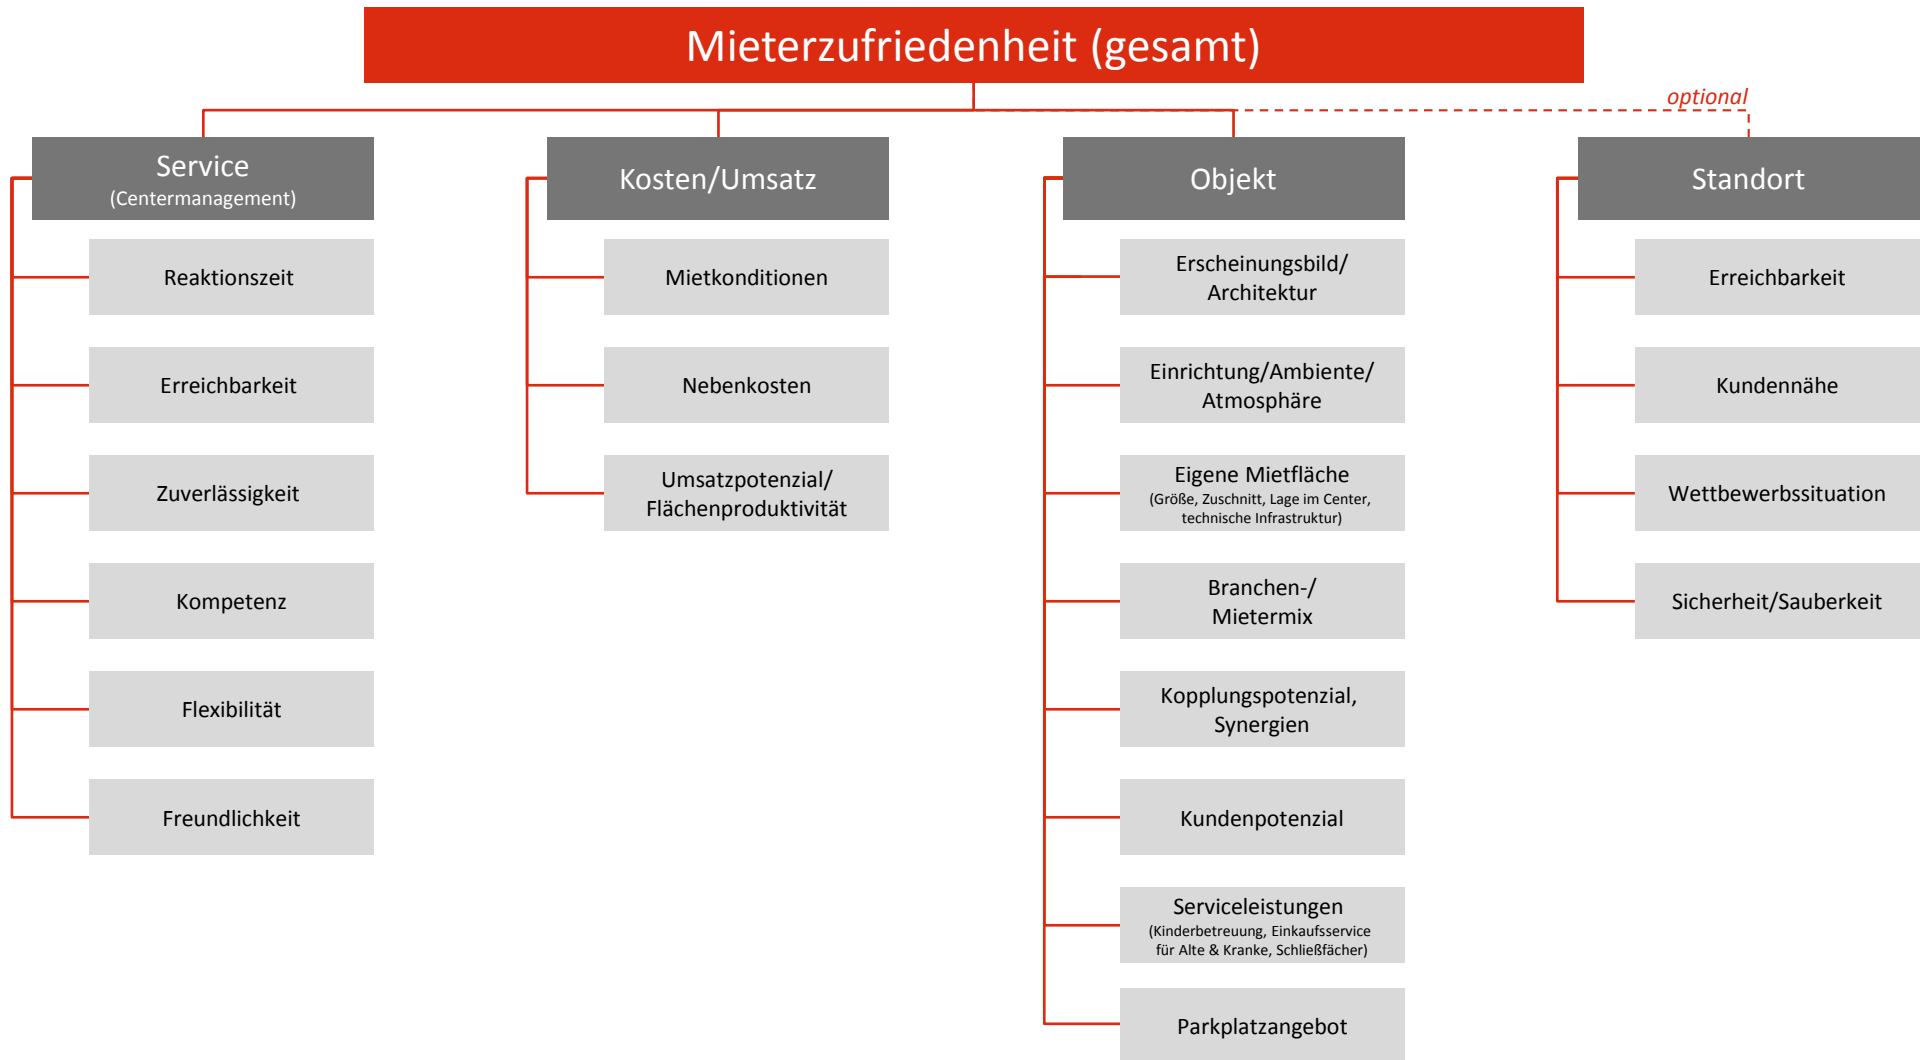 Mieterzufriedenheit (gesamt)
optional
Service
(Centermanagement)
Reaktionszeit
Erreichbarkeit
Zuverlässigkeit
Kompetenz
Flexibilität
Freundlichkeit
Kosten/Umsatz
Mietkonditionen
Nebenkosten
Umsatzpotenzial/
Flächenproduktivität
Objekt
Erscheinungsbild/
Architektur
Einrichtung/Ambiente/
Atmosphäre
Eigene Mietfläche
(Größe, Zuschnitt, Lage im Center,
technische Infrastruktur)
Branchen-/
Mietermix
Kopplungspotenzial,
Synergien
Kundenpotenzial
Serviceleistungen
(Kinderbetreuung, Einkaufsservice
für Alte & Kranke, Schließfächer)
Parkplatzangebot
Standort
Erreichbarkeit
Kundennähe
Wettbewerbssituation
Sicherheit/Sauberkeit